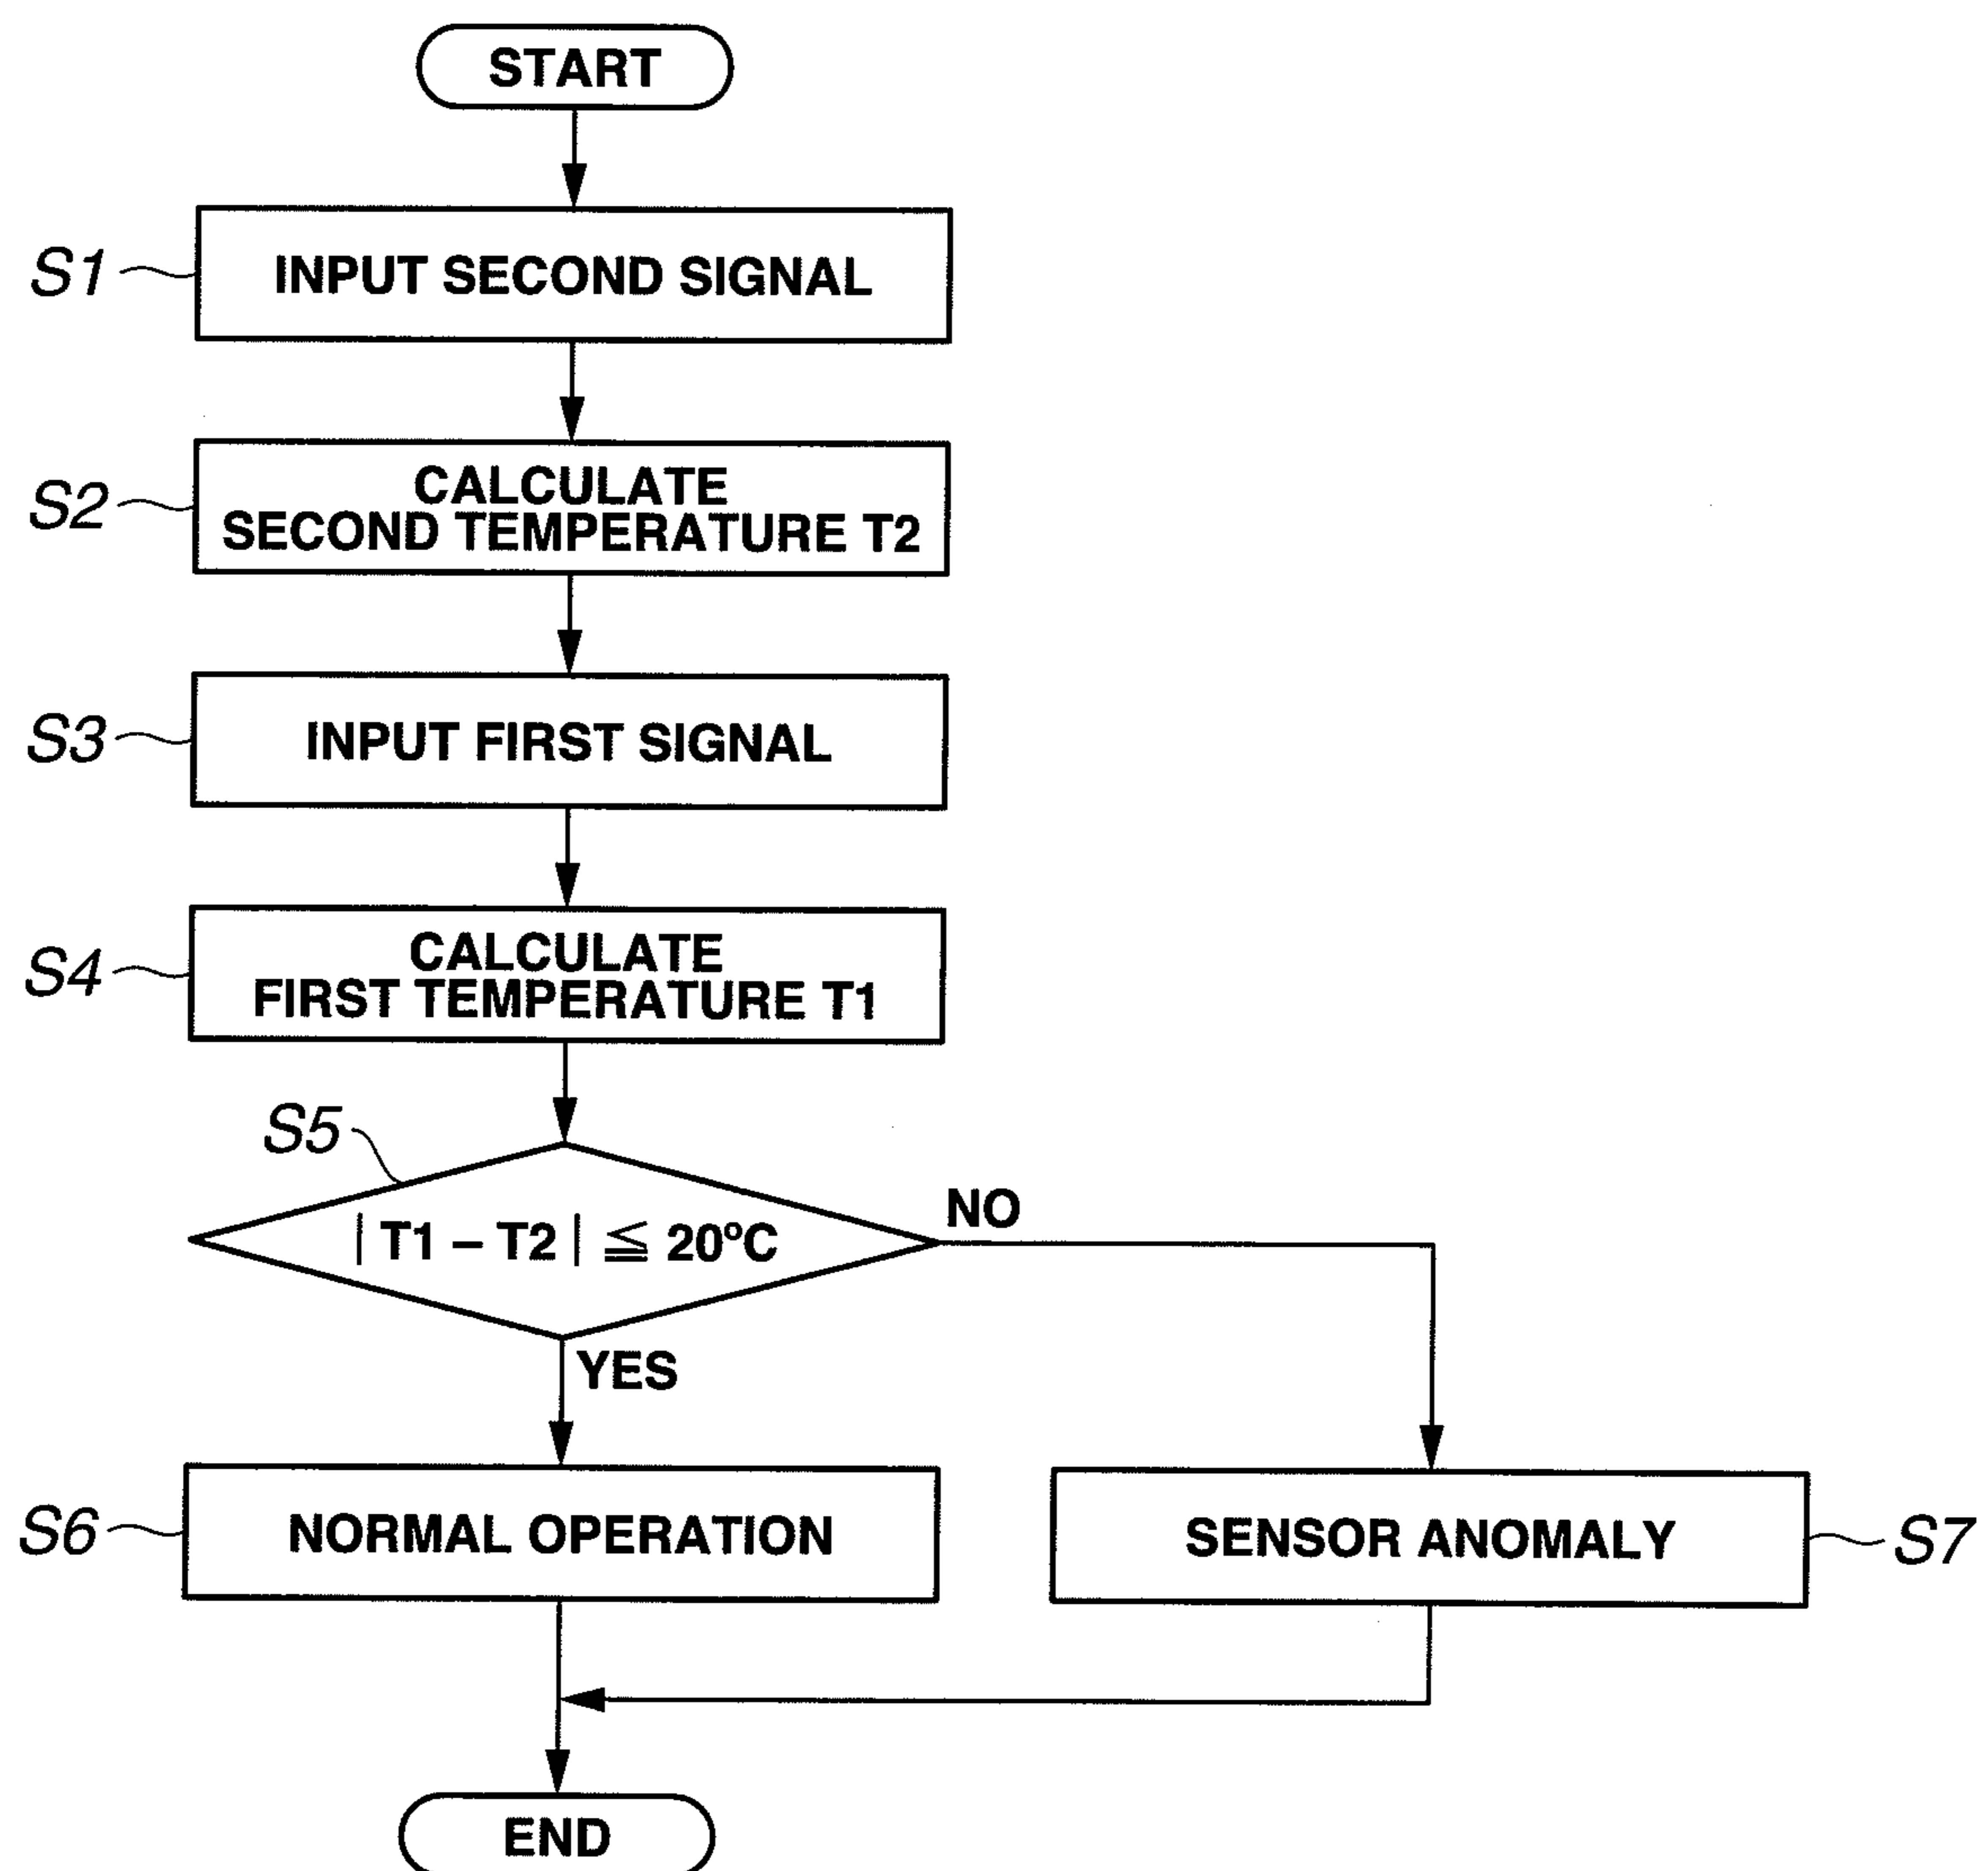 START
S1
INPUT SECOND SIGNAL
S2
CALCULATE
SECOND TEMPERATURE T2
S3
INPUT FIRST SIGNAL
S4
CALCULATE
FIRST TEMPERATURE T1
S5
| T1 – T2 | ≦ 20°C
NO
YES
S6
NORMAL OPERATION
SENSOR ANOMALY
S7
END